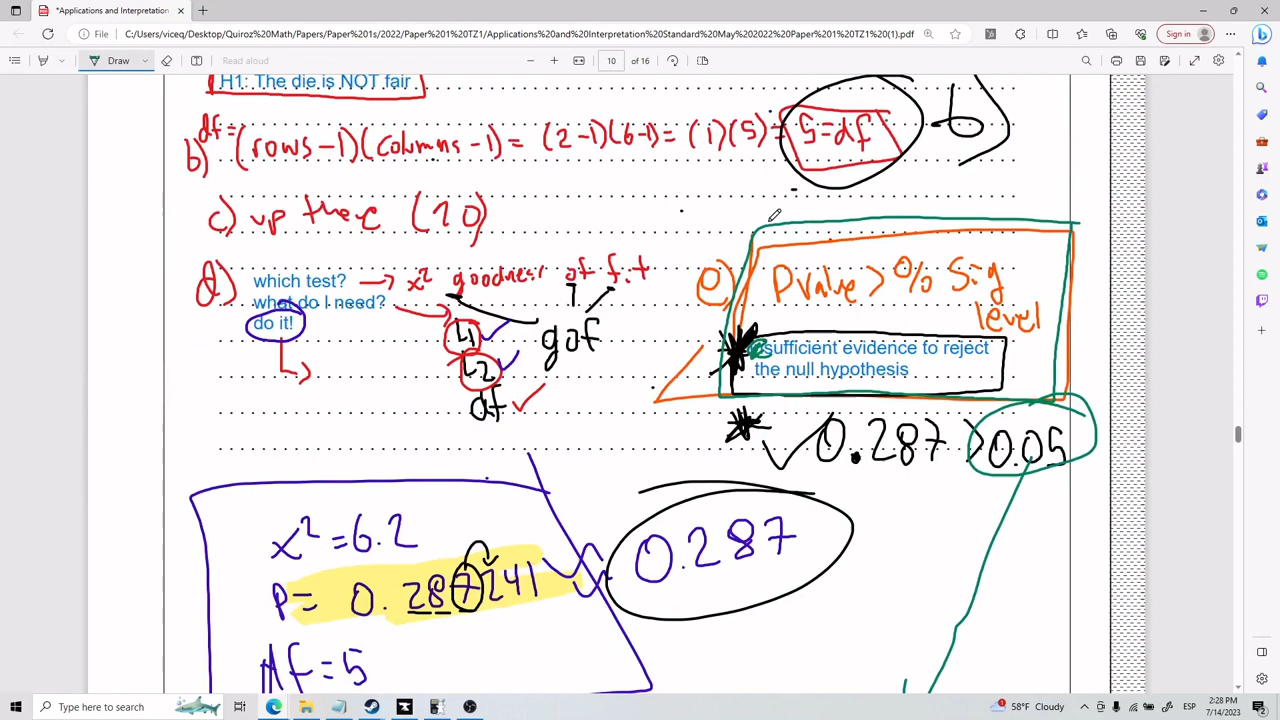 *Applications and Interpretation
C:/Users/viceq/Desktop/Quiroz%20Math/Papers/Paper%201s/2022/Paper%201%20TZ1%20/Applications%20and%20Interpretation%20Standard%20May%202022%20Paper%201%20TZ1%20(1).pdf
Sign in
Draw
Read aloud
10 of 16
H1: The die is NOT fair
b) df = (rows-1)(columns-1) = (2-1)(6-1) = (1)(5) = 5=df
b)
c) up there (20)
d) which test? → x² goodness of fit
what do I need?
do it!
L1
L2
df
gof
e) Pvalue > % Sig
level
sufficient evidence to reject
the null hypothesis
0.287 > 0.05
x²=6.2
P= 0.287241
df=5
0.287
Type here to search
58°F Cloudy
ESP
2:28 PM
7/14/2023